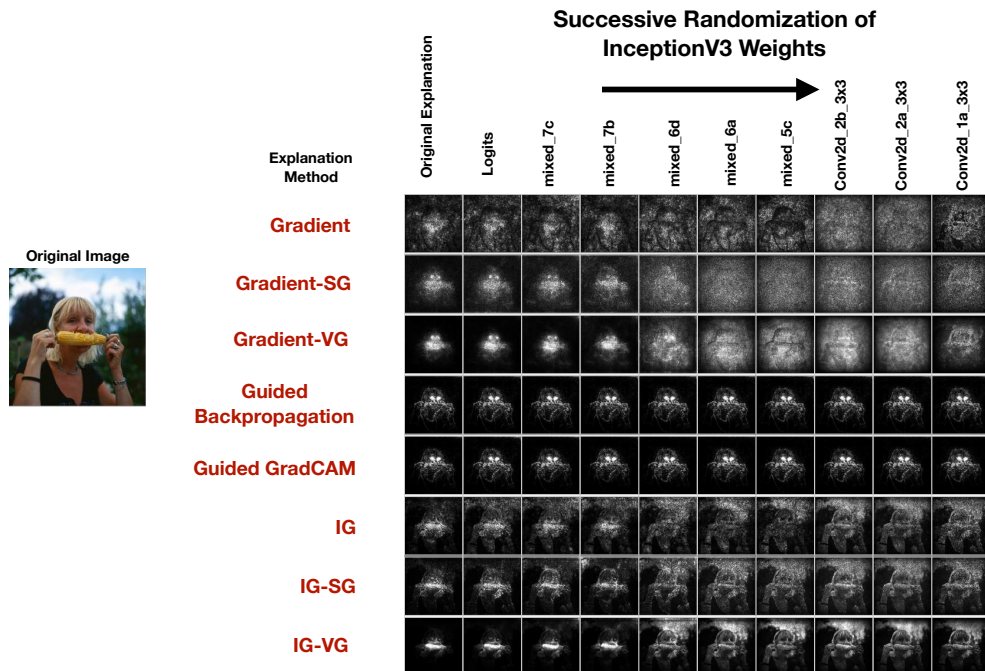 Successive Randomization of
InceptionV3 Weights
Original Explanation
Logits
mixed_7c
mixed_7b
mixed_6d
mixed_6a
mixed_5c
Conv2d_2b_3x3
Conv2d_2a_3x3
Conv2d_1a_3x3
Explanation
Method
Original Image
Gradient
Gradient-SG
Gradient-VG
Guided
Backpropagation
Guided GradCAM
IG
IG-SG
IG-VG